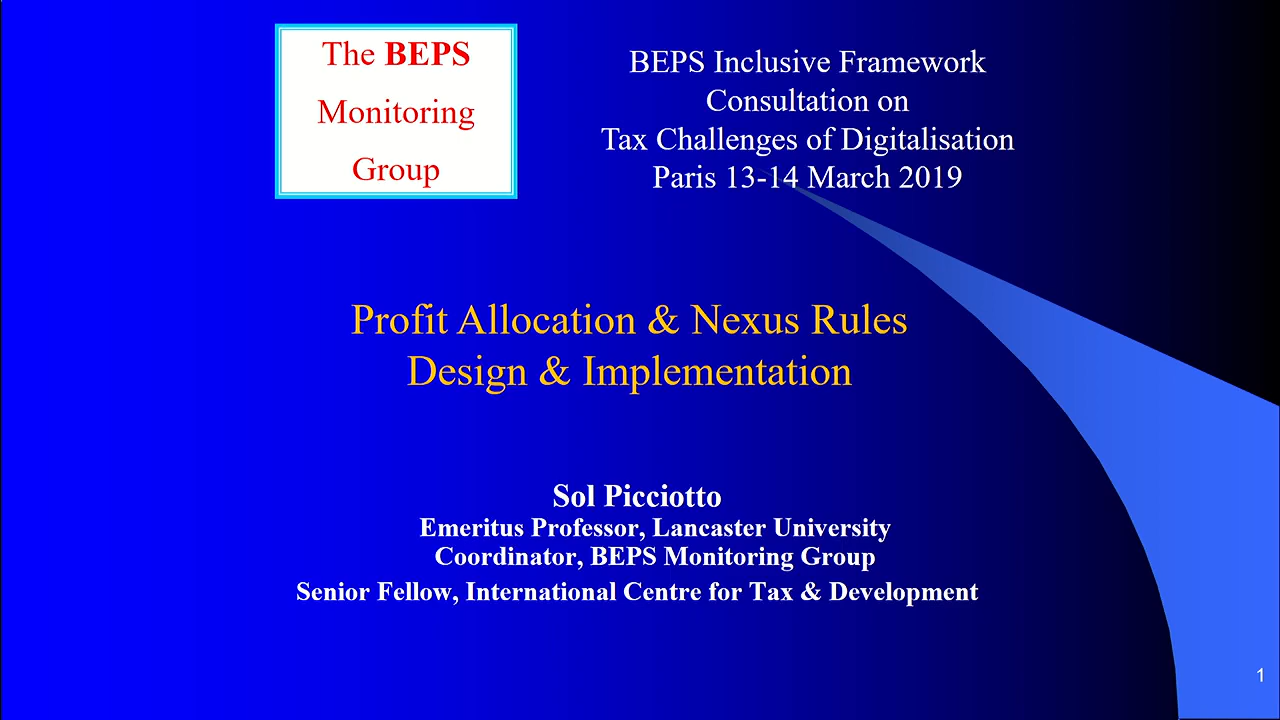 The BEPS
Monitoring
Group
BEPS Inclusive Framework
Consultation on
Tax Challenges of Digitalisation
Paris 13-14 March 2019
Profit Allocation & Nexus Rules
Design & Implementation
Sol Picciotto
Emeritus Professor, Lancaster University
Coordinator, BEPS Monitoring Group
Senior Fellow, International Centre for Tax & Development
1